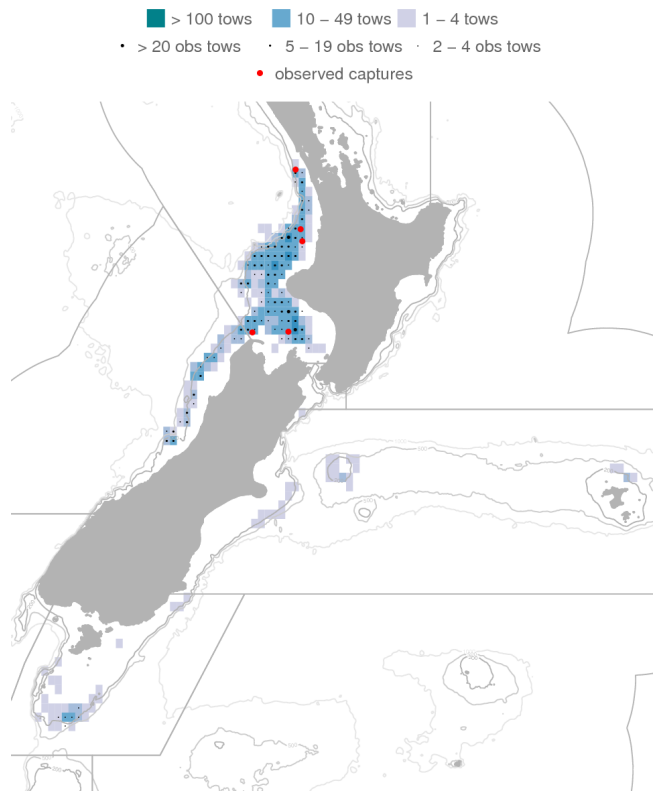 > 100 tows 10 − 49 tows 1 − 4 tows
> 20 obs tows 5 − 19 obs tows 2 − 4 obs tows
observed captures